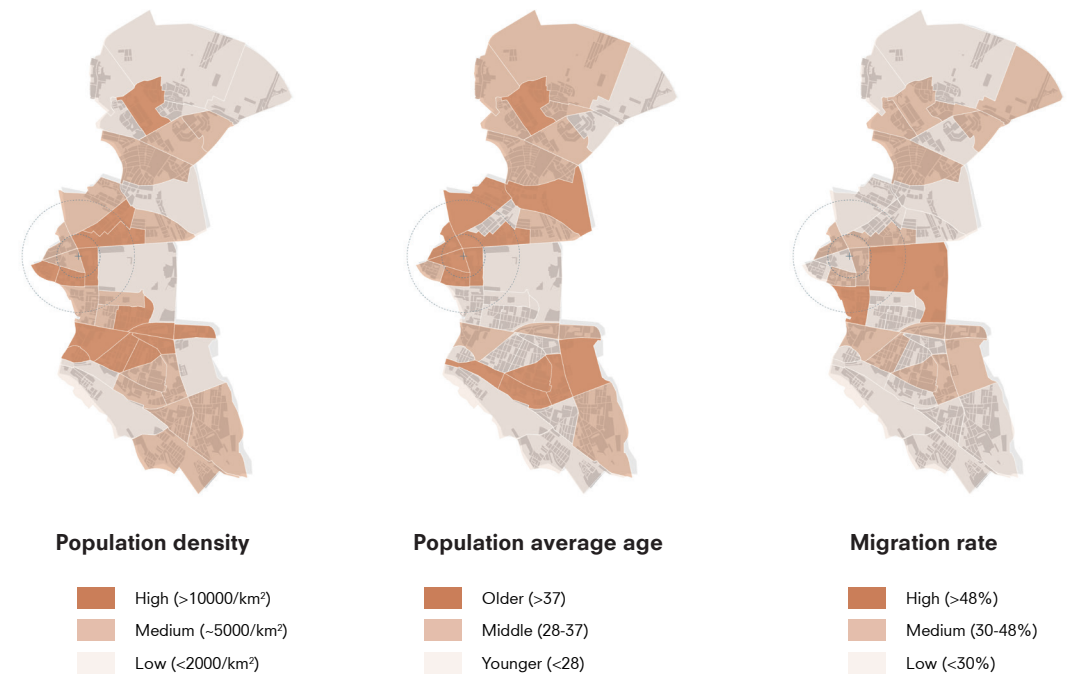 Population density
High (>10000/km²)
Medium (~5000/km²)
Low (<2000/km²)
Population average age
Older (>37)
Middle (28-37)
Younger (<28)
Migration rate
High (>48%)
Medium (30-48%)
Low (<30%)